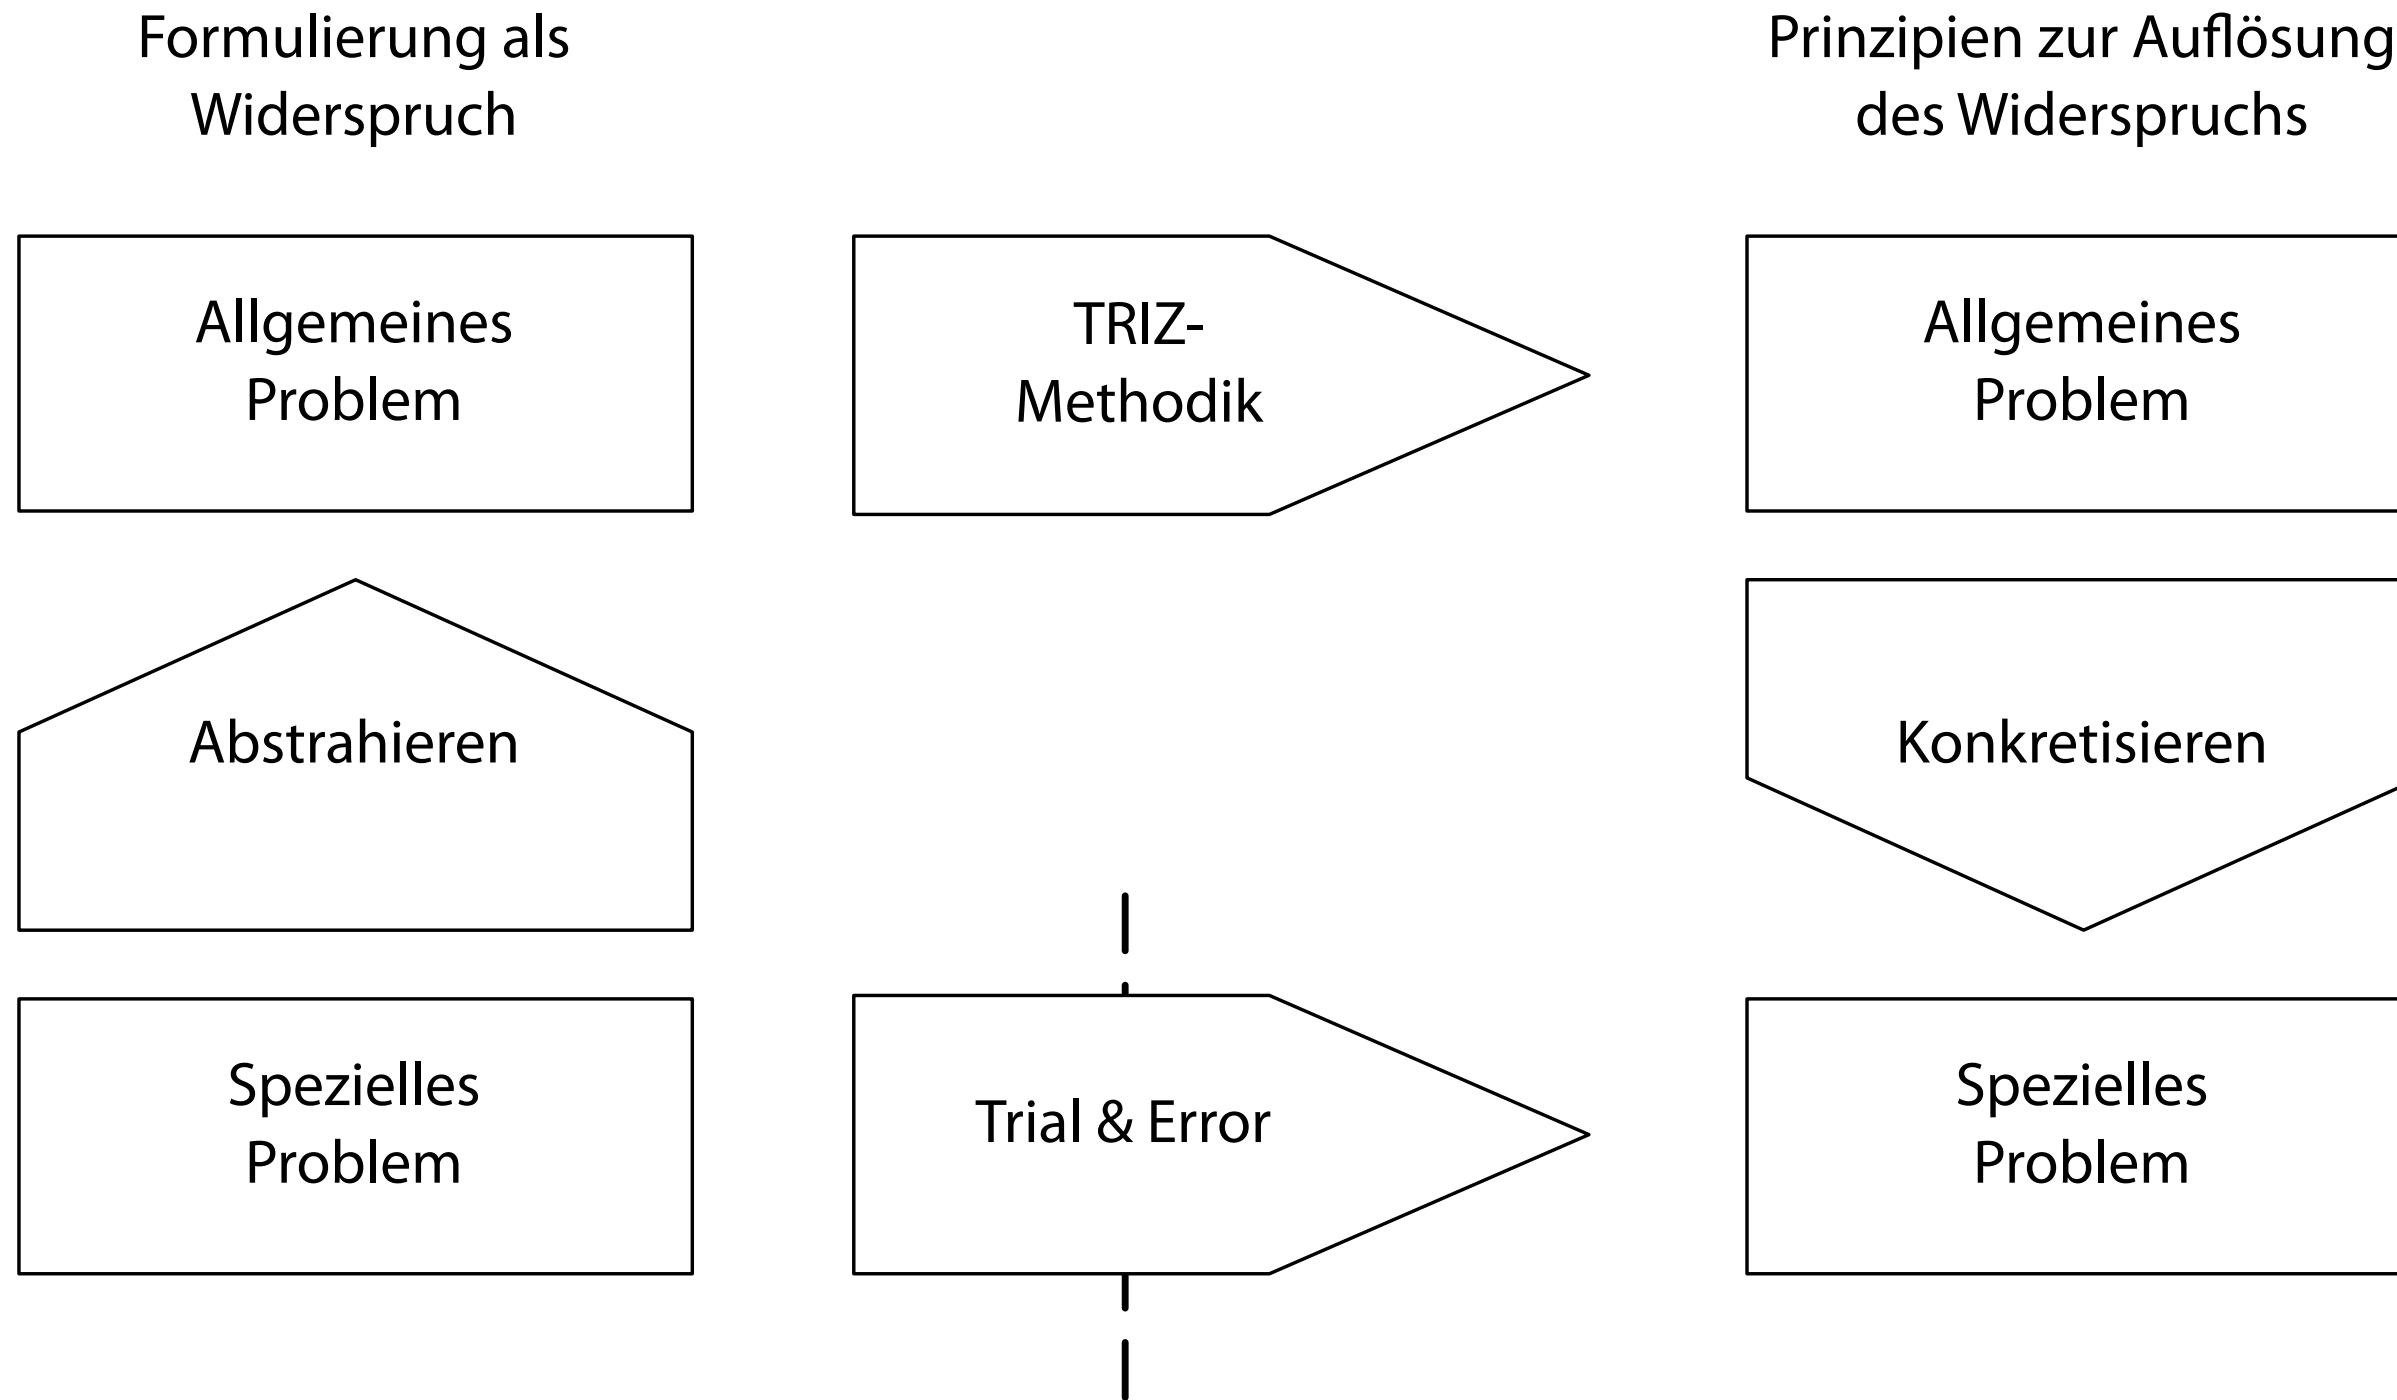 Formulierung als
Widerspruch
Prinzipien zur Auflösung
des Widerspruchs
Allgemeines
Problem
TRIZ-
Methodik
Allgemeines
Problem
Abstrahieren
Konkretisieren
Spezielles
Problem
Trial & Error
Spezielles
Problem